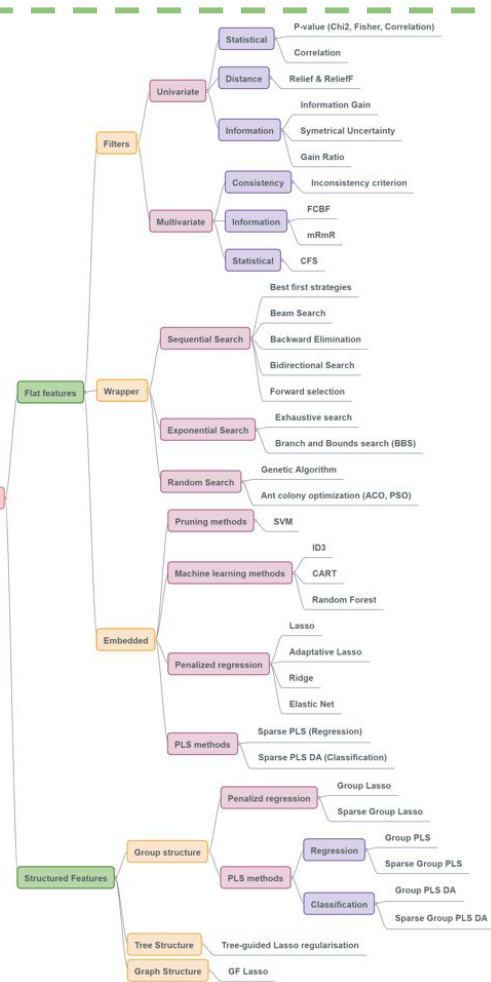 P-value (Chi2, Fisher, Correlation)
Statistical
Correlation
Distance
Relief & ReliefF
Univariate
Information Gain
Information
Symetrical Uncertainty
Gain Ratio
Filters
Consistency
Inconsistency criterion
FCBF
Multivariate
Information
mRmR
Statistical
CFS
Best first strategies
Beam Search
Sequential Search
Backward Elimination
Bidirectional Search
Forward selection
Flat features
Wrapper
Exhaustive search
Exponential Search
Branch and Bounds search (BBS)
Genetic Algorithm
Random Search
Ant colony optimization (ACO, PSO)
Pruning methods
SVM
ID3
Machine learning methods
CART
Random Forest
Embedded
Lasso
Adaptative Lasso
Penalized regression
Ridge
Elastic Net
Sparse PLS (Regression)
PLS methods
Sparse PLS DA (Classification)
Group Lasso
Penalizd regression
Sparse Group Lasso
Group structure
Group PLS
Regression
Sparse Group PLS
Structured Features
PLS methods
Group PLS DA
Classification
Sparse Group PLS DA
Tree Structure
Tree-guided Lasso regularisation
Graph Structure
GF Lasso